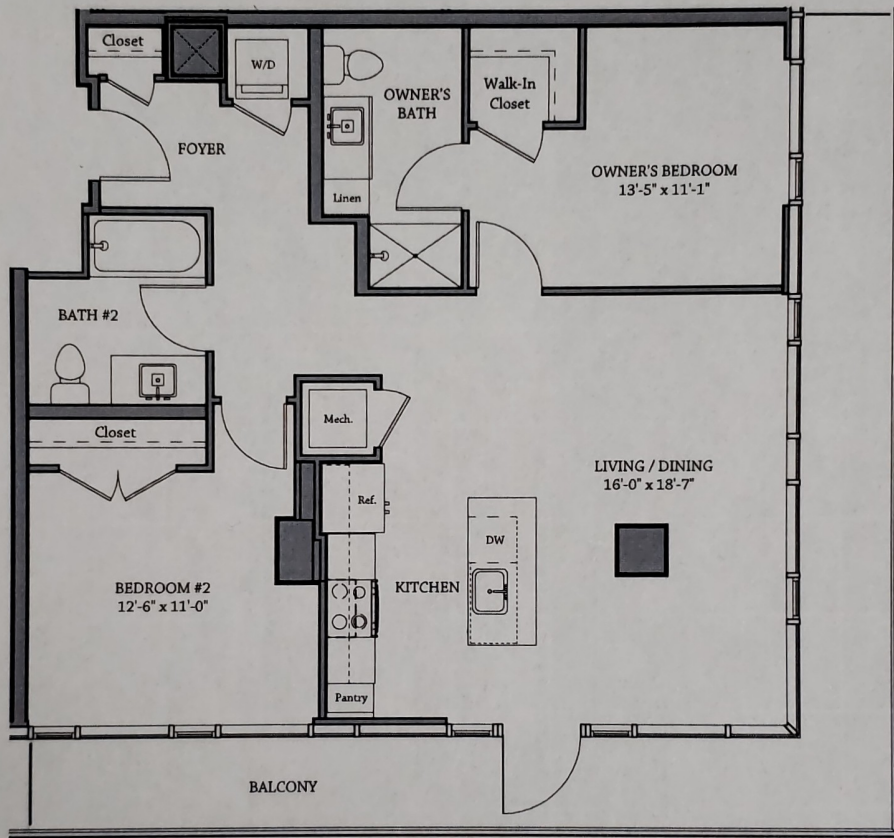 Closet
W/D
OWNER'S
BATH
Walk-In
Closet
FOYER
OWNER'S BEDROOM
13'-5" x 11'-1"
Linen
BATH #2
Mech.
Closet
LIVING / DINING
16'-0" x 18'-7"
Ref.
DW
BEDROOM #2
12'-6" x 11'-0"
KITCHEN
Pantry
BALCONY